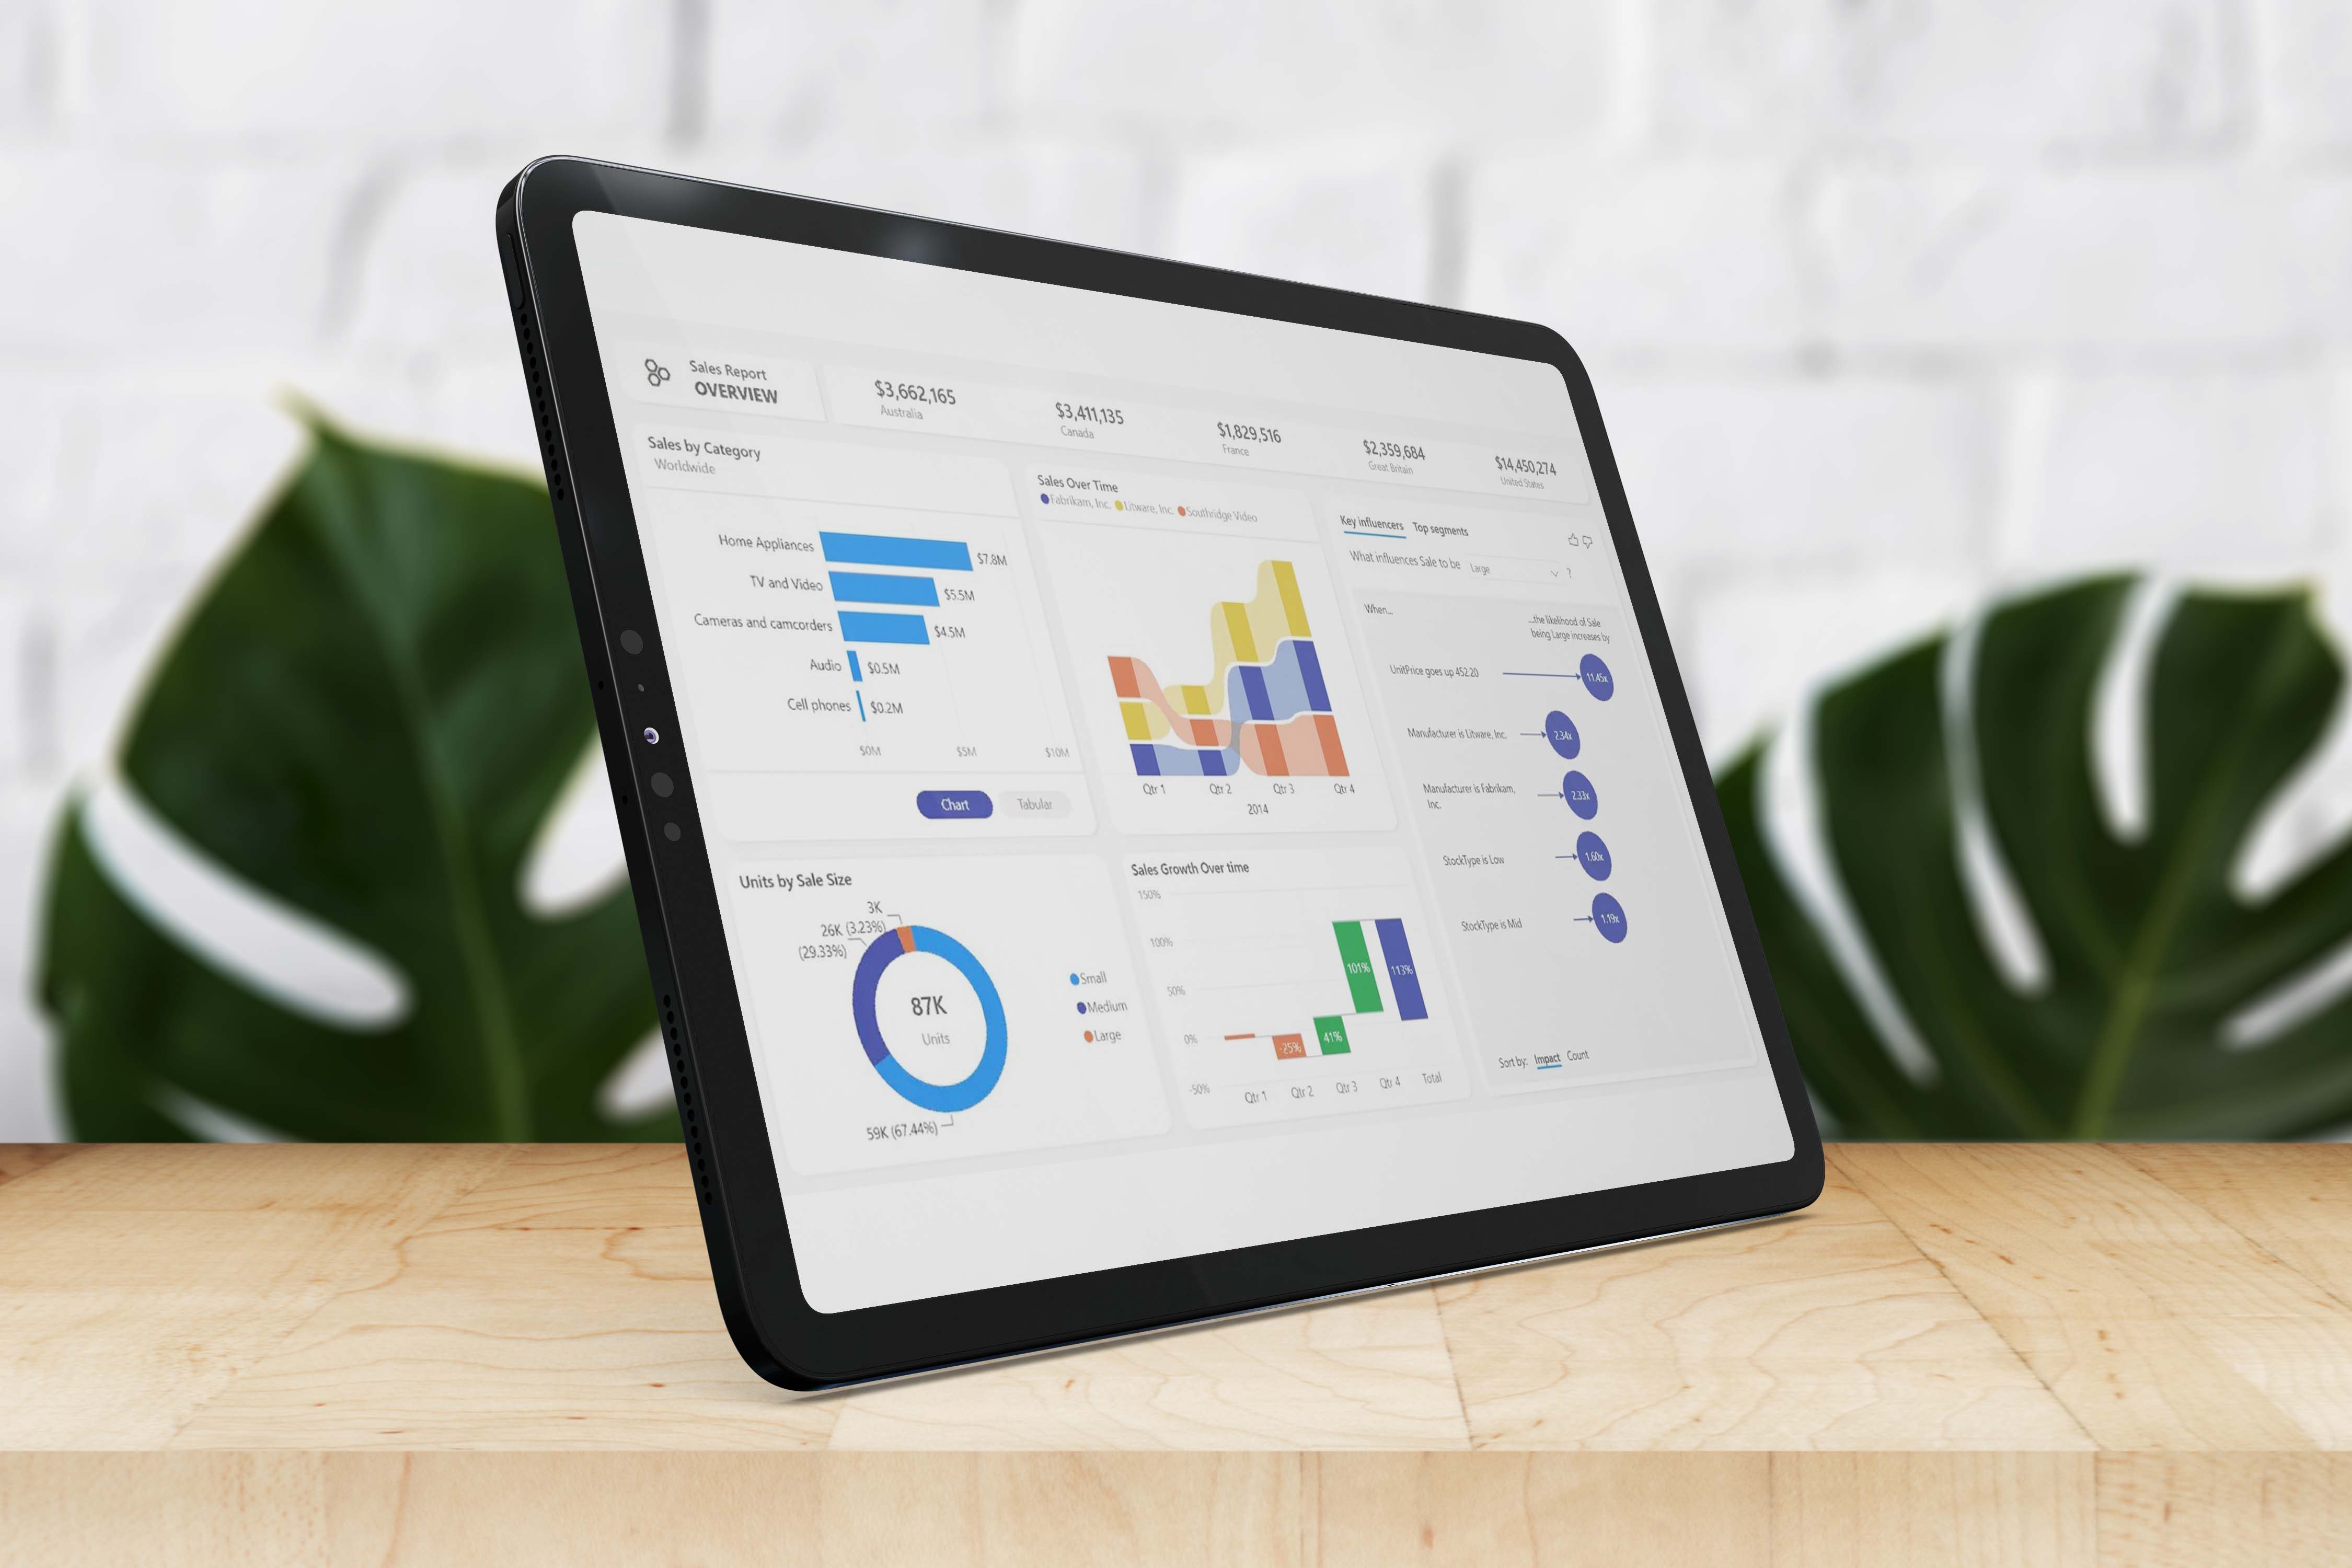 Sales Report
OVERVIEW
$3,662,165
Australia
$3,411,135
Canada
$1,829,516
France
$2,359,684
Great Britain
$14,450,274
United States
Sales by Category
Worldwide
Home Appliances $7.8M
TV and Video $5.5M
Cameras and camcorders $4.5M
Audio $0.5M
Cell phones $0.2M
$0M $5M $10M
Chart Tabular
Sales Over Time
Fabrikam, Inc. Litware, Inc. Southridge Video
Qtr 1 Qtr 2 Qtr 3 Qtr 4
2014
Key influencers Top segments
What influences Sale to be Large ?
When...
...the likelihood of Sale
being Large increases by
UnitPrice goes up 452.20 11.45x
Manufacturer is Litware, Inc. 2.34x
Manufacturer is Fabrikam,
Inc.
2.33x
StockType is Low 1.60x
StockType is Mid 1.19x
Sort by: Impact Count
Units by Sale Size
3K
(3.23%)
26K
(29.33%)
87K
Units
59K (67.44%)
Small
Medium
Large
Sales Growth Over time
150%
100%
50%
0%
-50%
-25%
41%
101%
113%
Qtr 1 Qtr 2 Qtr 3 Qtr 4 Total